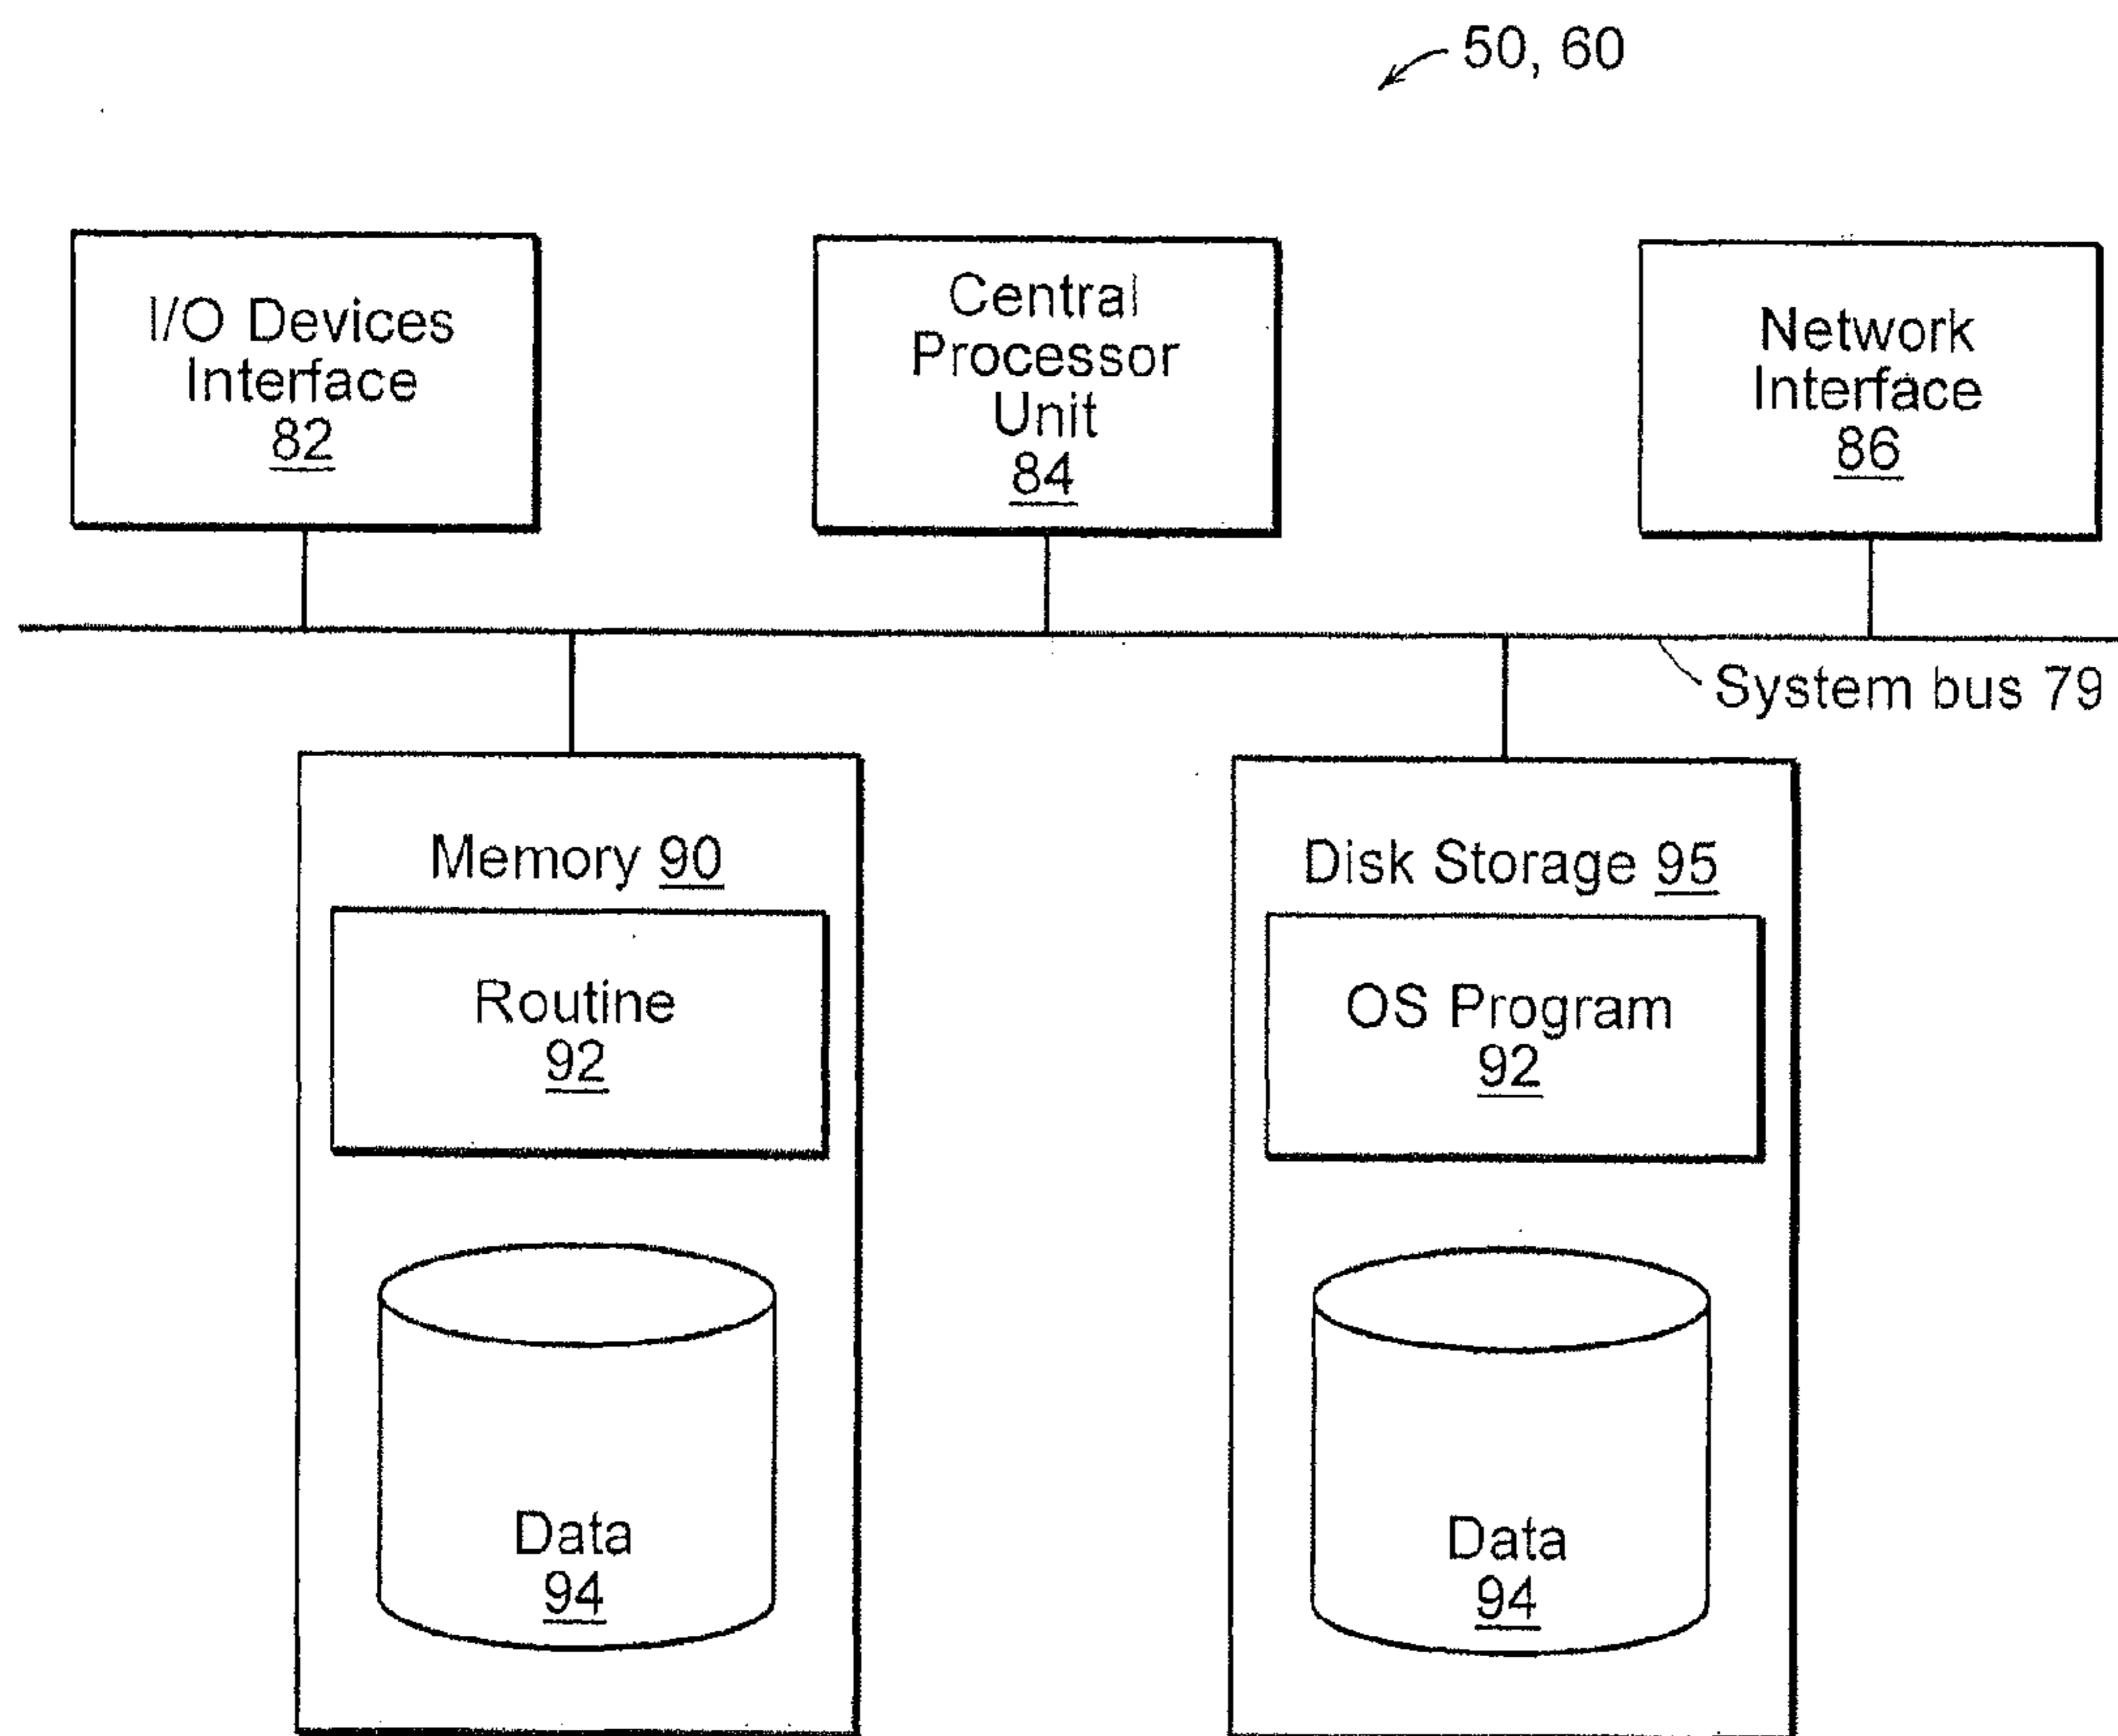 50, 60
I/O Devices
Interface
82
Central
Processor
Unit
84
Network
Interface
86
System bus 79
Memory 90
Routine
92
Data
94
Disk Storage 95
OS Program
92
Data
94